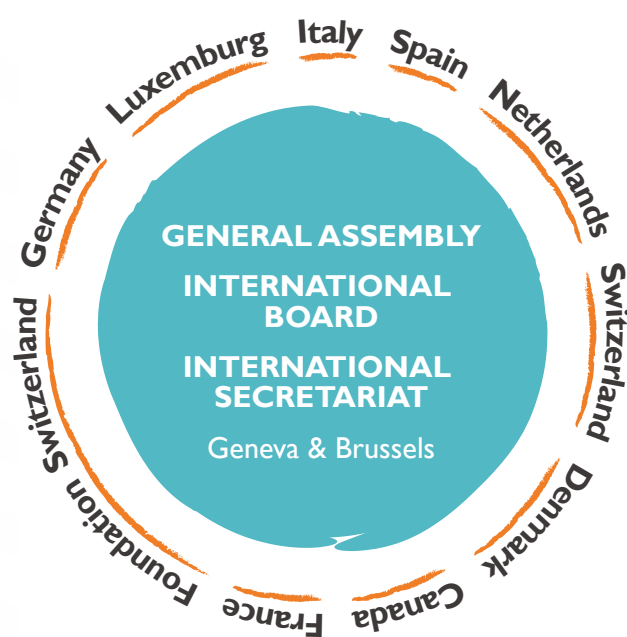 Italy
Spain
Netherlands
Switzerland
Denmark
Canada
France
Foundation Switzerland
Germany
Luxemburg
GENERAL ASSEMBLY
INTERNATIONAL
BOARD
INTERNATIONAL
SECRETARIAT
Geneva & Brussels